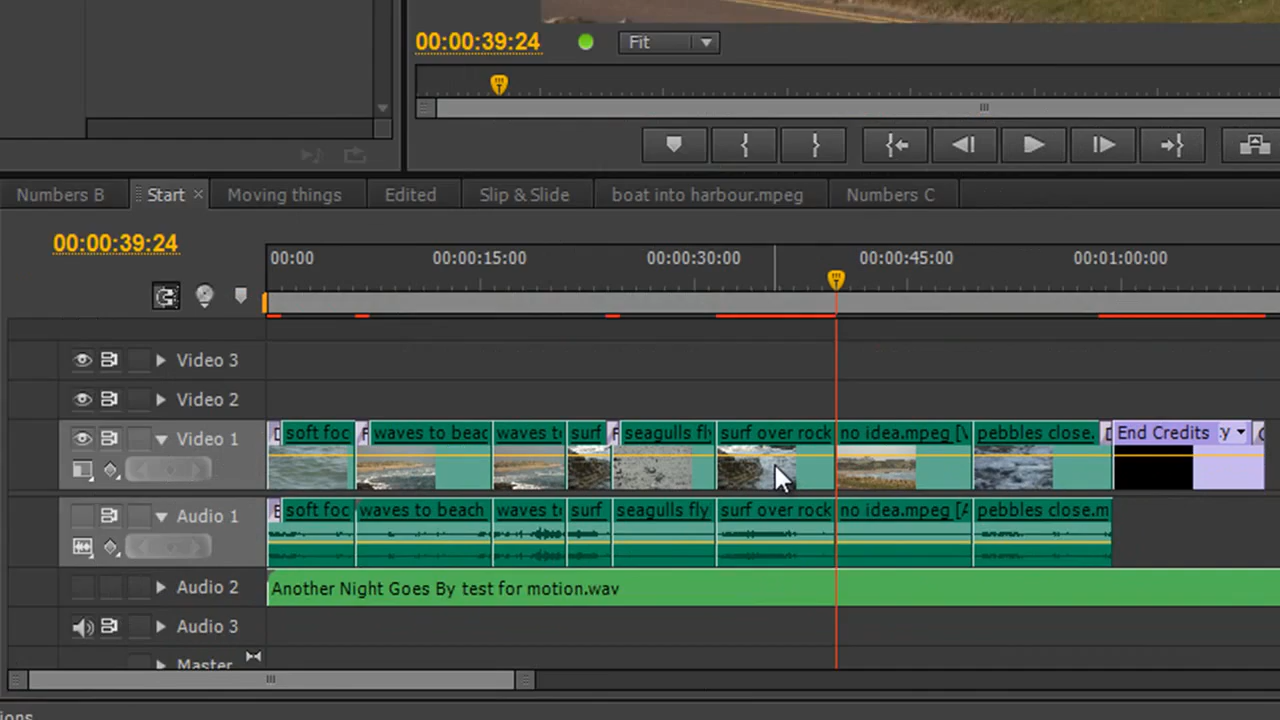 00:00:39:24
Fit
Numbers B
Start
Moving things
Edited
Slip & Slide
boat into harbour.mpeg
Numbers C
00:00:39:24
00:00
00:00:15:00
00:00:30:00
00:00:45:00
00:01:00:00
Video 3
Video 2
Video 1
soft foc
waves to beac
waves t
surf
seagulls fly
surf over rock
no idea.mpeg [V
pebbles close.
End Credits
Audio 1
soft foc
waves to beach
waves t
surf
seagulls fly
surf over rock
no idea.mpeg [A
pebbles close.m
Audio 2
Another Night Goes By test for motion.wav
Audio 3
Master
ions